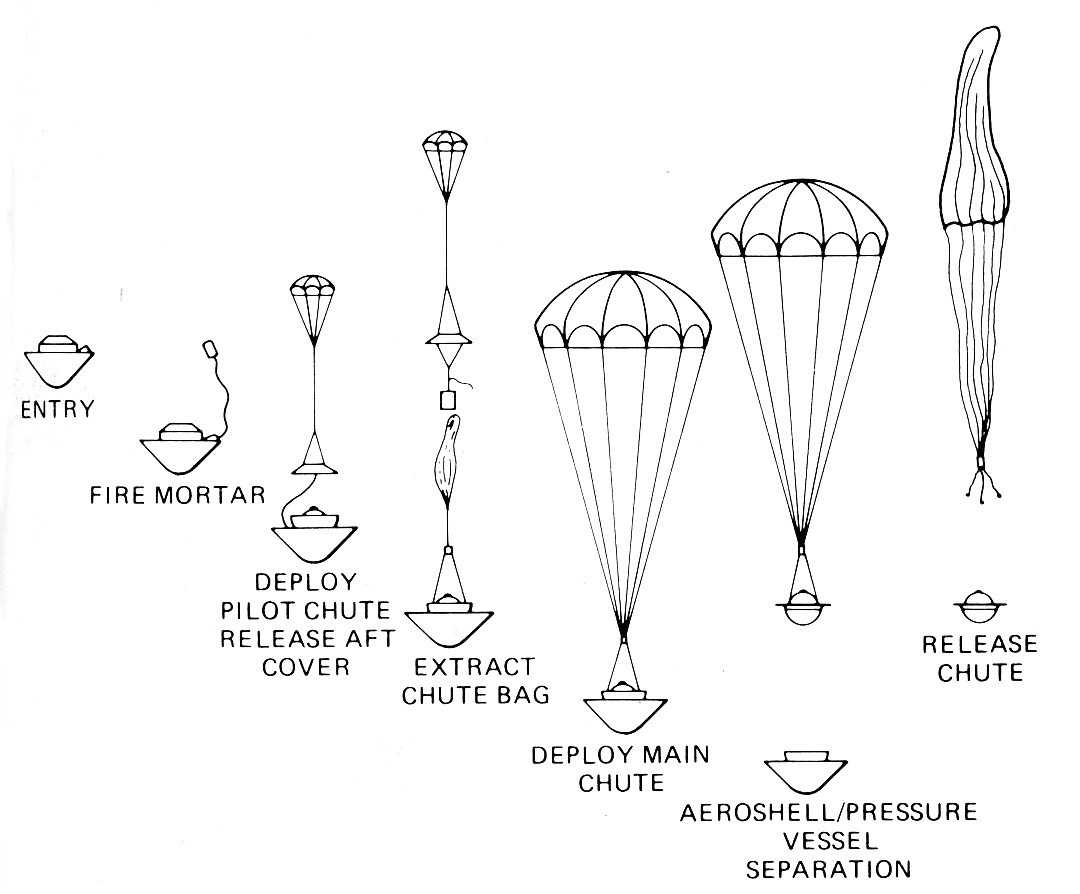 ENTRY
FIRE MORTAR
DEPLOY
PILOT CHUTE
RELEASE AFT
COVER
EXTRACT
CHUTE BAG
DEPLOY MAIN
CHUTE
AEROSHELL/PRESSURE
VESSEL
SEPARATION
RELEASE
CHUTE